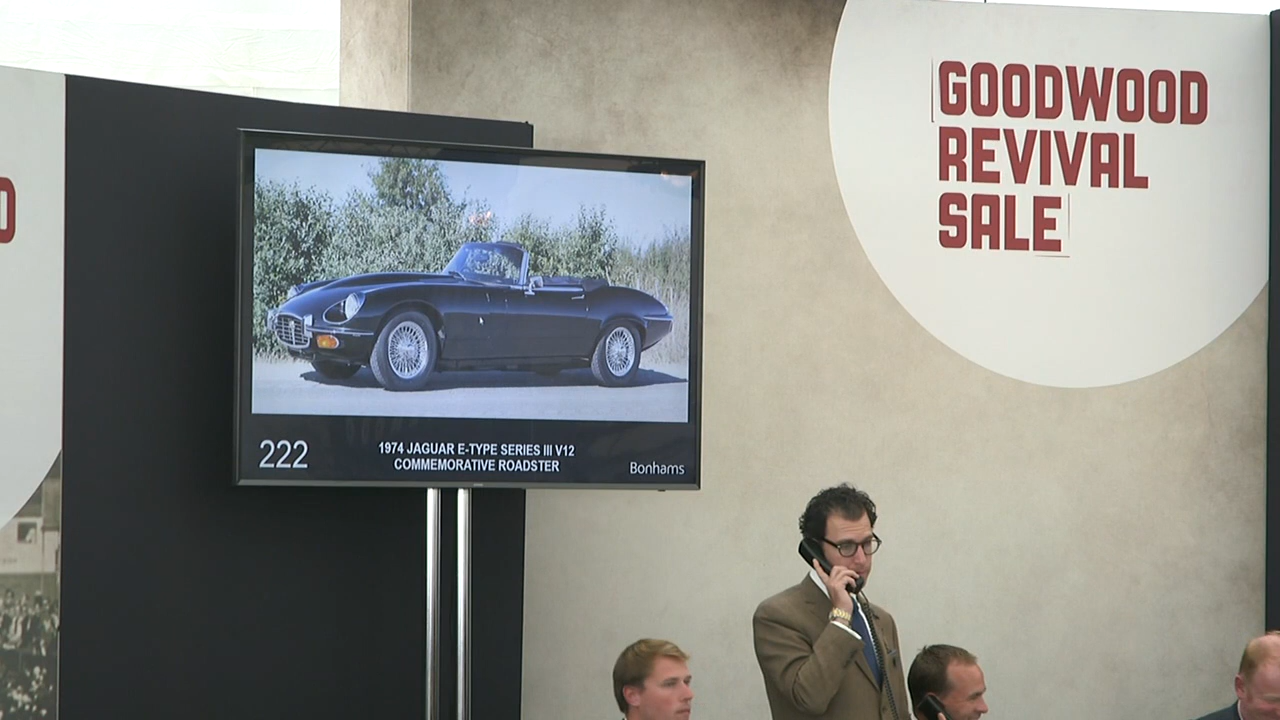 GOODWOOD
REVIVAL
SALE
222
1974 JAGUAR E-TYPE SERIES III V12
COMMEMORATIVE ROADSTER
Bonhams